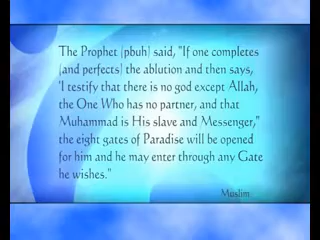 The Prophet (pbuh) said, "If one completes
(and perfects) the ablution and then says,
'I testify that there is no god except Allah,
the One Who has no partner, and that
Muhammad is His slave and Messenger,"
the eight gates of Paradise will be opened
for him and he may enter through any Gate
he wishes."
Muslim